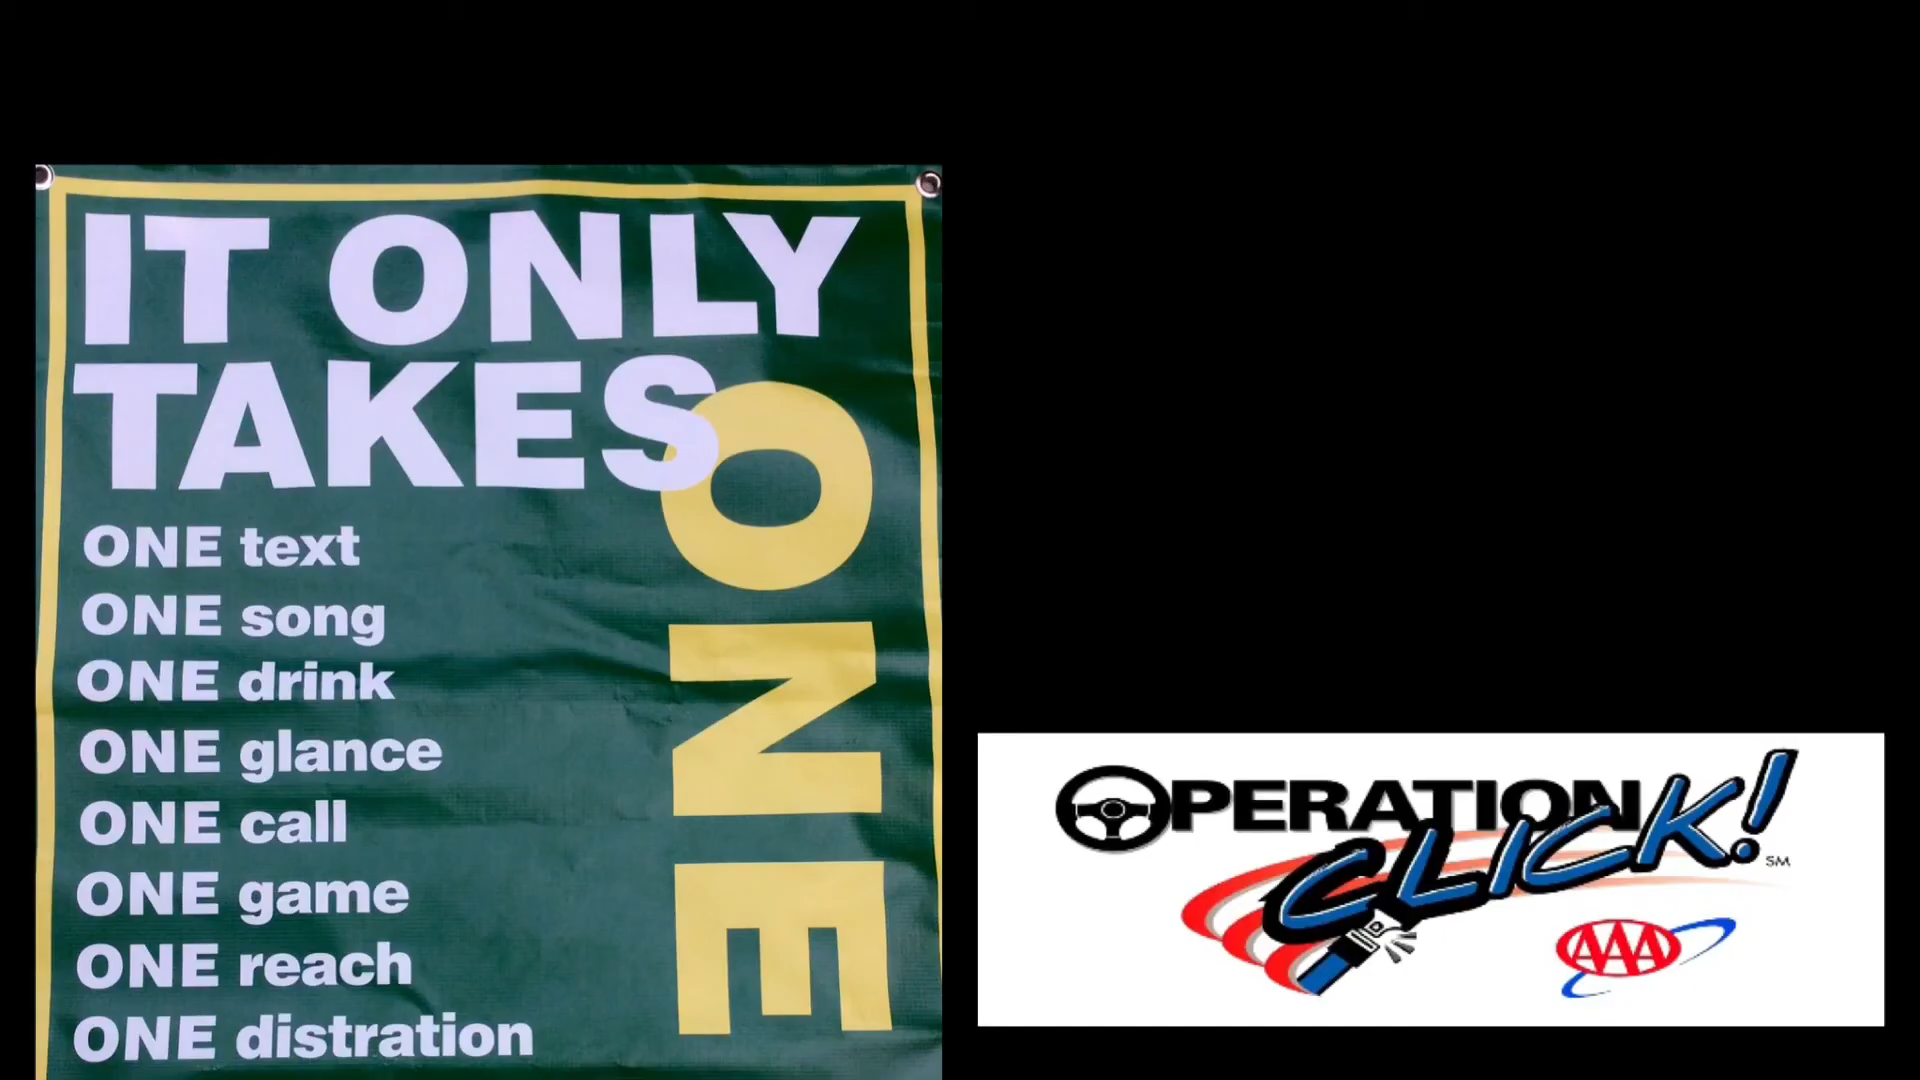 IT ONLY
TAKES
ONE
ONE text
ONE song
ONE drink
ONE glance
ONE call
ONE game
ONE reach
ONE distration
OPERATION
CLICK!
SM
AAA